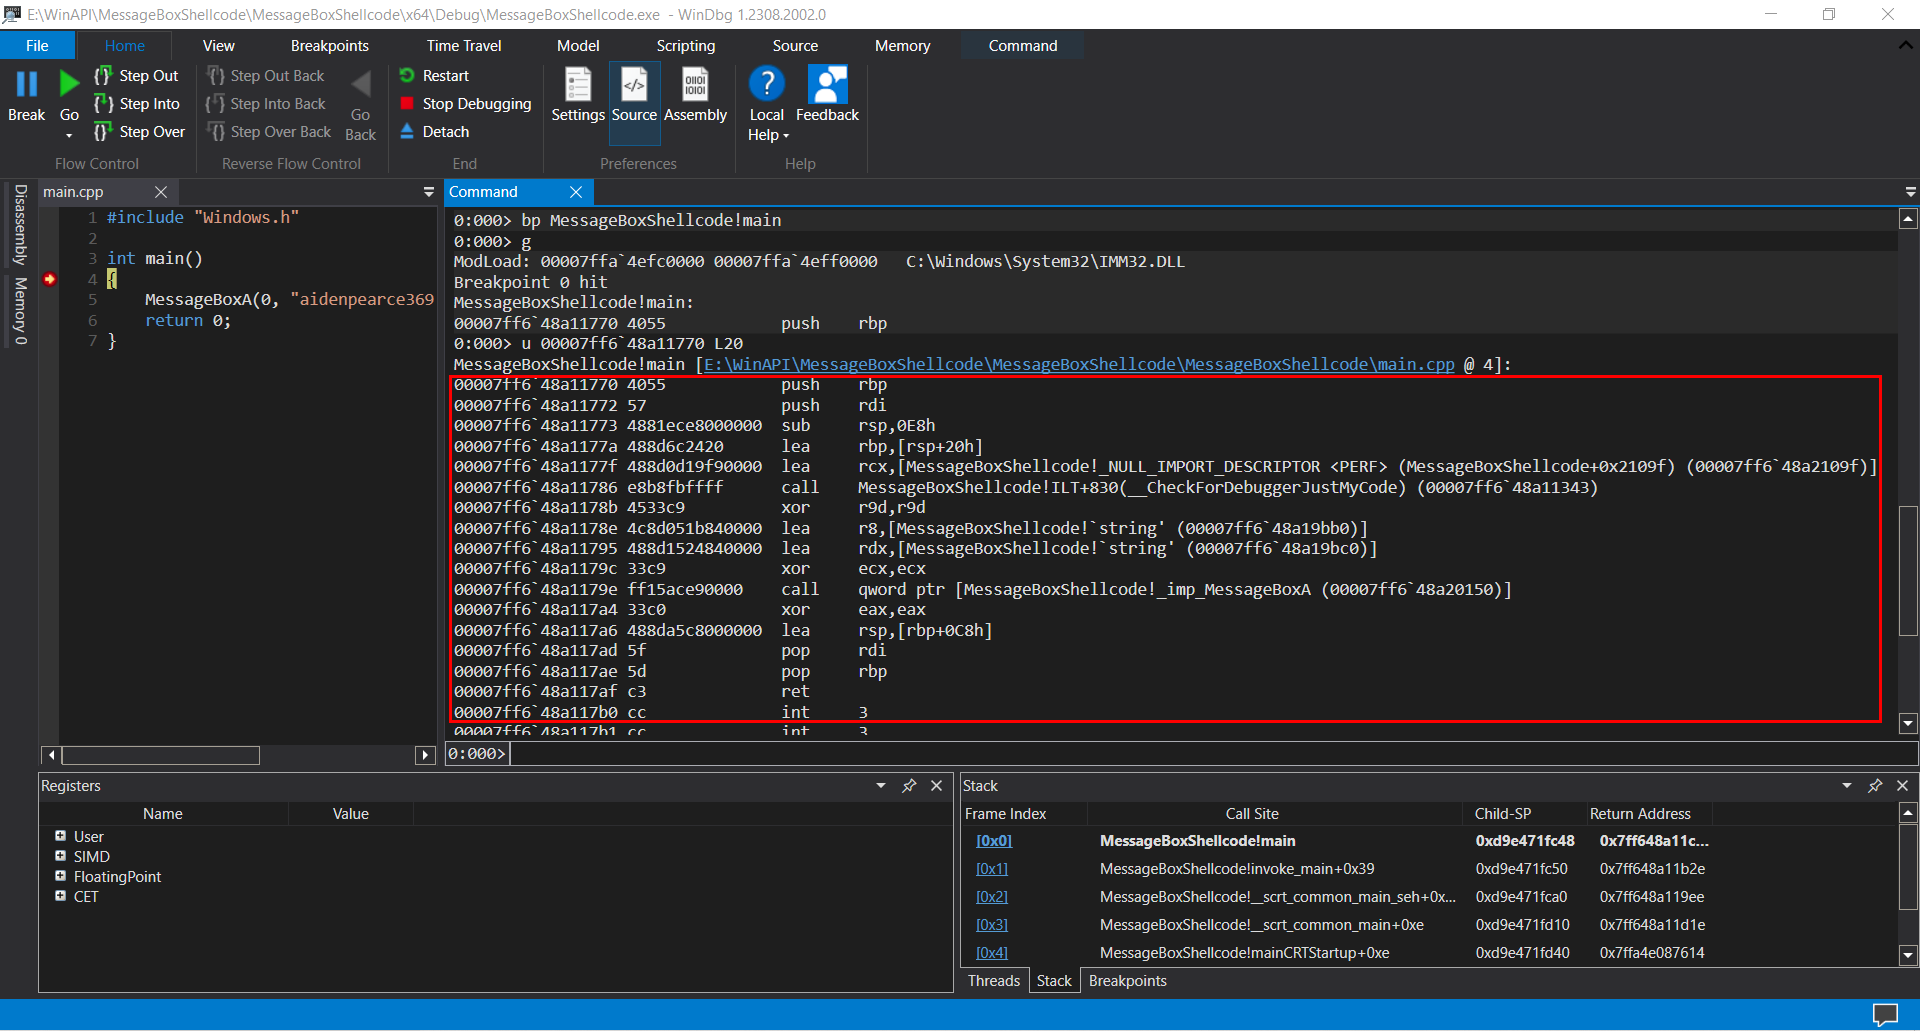 E:\WinAPI\MessageBoxShellcode\MessageBoxShellcode\x64\Debug\MessageBoxShellcode.exe - WinDbg 1.2308.2002.0
File Home View Breakpoints Time Travel Model Scripting Source Memory Command
Break Go Step Out Step Into Step Over
Flow Control
Step Out Back Step Into Back Step Over Back Go Back
Reverse Flow Control
Restart Stop Debugging Detach
End
Settings Source Assembly
Preferences
Local Help Feedback
Help
Disassembly
Memory 0
main.cpp
1 #include "Windows.h"
2
3 int main()
4 {
5 MessageBoxA(0, "aidenpearce369
6 return 0;
7 }
Command
0:000> bp MessageBoxShellcode!main
0:000> g
ModLoad: 00007ffa`4efc0000 00007ffa`4eff0000 C:\Windows\System32\IMM32.DLL
Breakpoint 0 hit
MessageBoxShellcode!main:
00007ff6`48a11770 4055 push rbp
0:000> u 00007ff6`48a11770 L20
MessageBoxShellcode!main [E:\WinAPI\MessageBoxShellcode\MessageBoxShellcode\MessageBoxShellcode\main.cpp @ 4]:
00007ff6`48a11770 4055 push rbp
00007ff6`48a11772 57 push rdi
00007ff6`48a11773 4881ece8000000 sub rsp,0E8h
00007ff6`48a1177a 488d6c2420 lea rbp,[rsp+20h]
00007ff6`48a1177f 488d0d19f90000 lea rcx,[MessageBoxShellcode!_NULL_IMPORT_DESCRIPTOR <PERF> (MessageBoxShellcode+0x2109f) (00007ff6`48a2109f)]
00007ff6`48a11786 e8b8fbffff call MessageBoxShellcode!ILT+830(__CheckForDebuggerJustMyCode) (00007ff6`48a11343)
00007ff6`48a1178b 4533c9 xor r9d,r9d
00007ff6`48a1178e 4c8d051b840000 lea r8,[MessageBoxShellcode!`string' (00007ff6`48a19bb0)]
00007ff6`48a11795 488d1524840000 lea rdx,[MessageBoxShellcode!`string' (00007ff6`48a19bc0)]
00007ff6`48a1179c 33c9 xor ecx,ecx
00007ff6`48a1179e ff15ace90000 call qword ptr [MessageBoxShellcode!_imp_MessageBoxA (00007ff6`48a20150)]
00007ff6`48a117a4 33c0 xor eax,eax
00007ff6`48a117a6 488da5c8000000 lea rsp,[rbp+0C8h]
00007ff6`48a117ad 5f pop rdi
00007ff6`48a117ae 5d pop rbp
00007ff6`48a117af c3 ret
00007ff6`48a117b0 cc int 3
00007ff6`48a117b1 cc int 3
0:000>
Registers
Name Value
User
SIMD
FloatingPoint
CET
Stack
Frame Index Call Site Child-SP Return Address
[0x0] MessageBoxShellcode!main 0xd9e471fc48 0x7ff648a11c...
[0x1] MessageBoxShellcode!invoke_main+0x39 0xd9e471fc50 0x7ff648a11b2e
[0x2] MessageBoxShellcode!__scrt_common_main_seh+0x... 0xd9e471fca0 0x7ff648a119ee
[0x3] MessageBoxShellcode!__scrt_common_main+0xe 0xd9e471fd10 0x7ff648a11d1e
[0x4] MessageBoxShellcode!mainCRTStartup+0xe 0xd9e471fd40 0x7ffa4e087614
Threads Stack Breakpoints